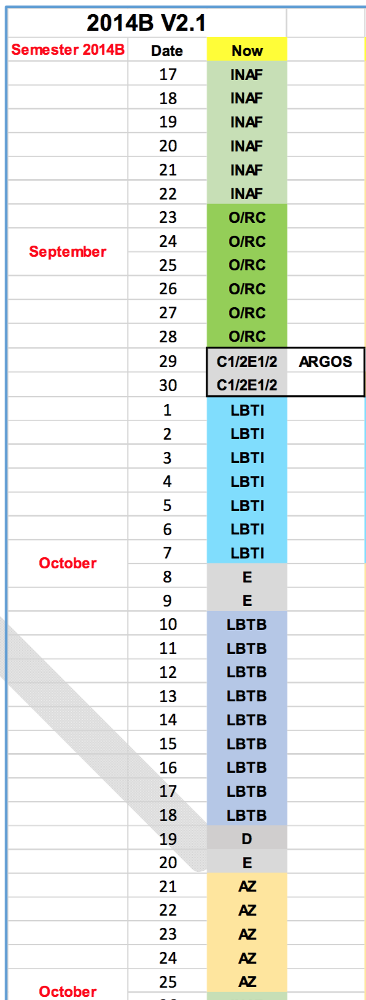 2014B V2.1
Semester 2014B Date Now
17 INAF
18 INAF
19 INAF
20 INAF
21 INAF
22 INAF
23 O/RC
24 O/RC
September
25 O/RC
26 O/RC
27 O/RC
28 O/RC
29 C1/2E1/2 ARGOS
30 C1/2E1/2
1 LBTI
2 LBTI
3 LBTI
4 LBTI
5 LBTI
6 LBTI
7 LBTI
October
8 E
9 E
10 LBTB
11 LBTB
12 LBTB
13 LBTB
14 LBTB
15 LBTB
16 LBTB
17 LBTB
18 LBTB
19 D
20 E
21 AZ
22 AZ
23 AZ
24 AZ
25 AZ
October